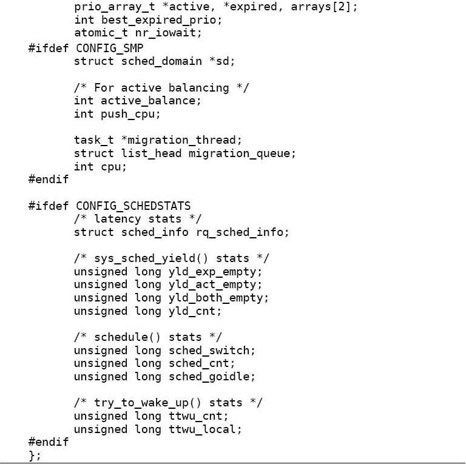 prio_array_t *active, *expired, arrays[2];
int best_expired_prio;
atomic_t nr_iowait;
#ifdef CONFIG_SMP
struct sched_domain *sd;
/* For active balancing */
int active_balance;
int push_cpu;
task_t *migration_thread;
struct list_head migration_queue;
int cpu;
#endif
#ifdef CONFIG_SCHEDSTATS
/* latency stats */
struct sched_info rq_sched_info;
/* sys_sched_yield() stats */
unsigned long yld_exp_empty;
unsigned long yld_act_empty;
unsigned long yld_both_empty;
unsigned long yld_cnt;
/* schedule() stats */
unsigned long sched_switch;
unsigned long sched_cnt;
unsigned long sched_goidle;
/* try_to_wake_up() stats */
unsigned long ttwu_cnt;
unsigned long ttwu_local;
#endif
};